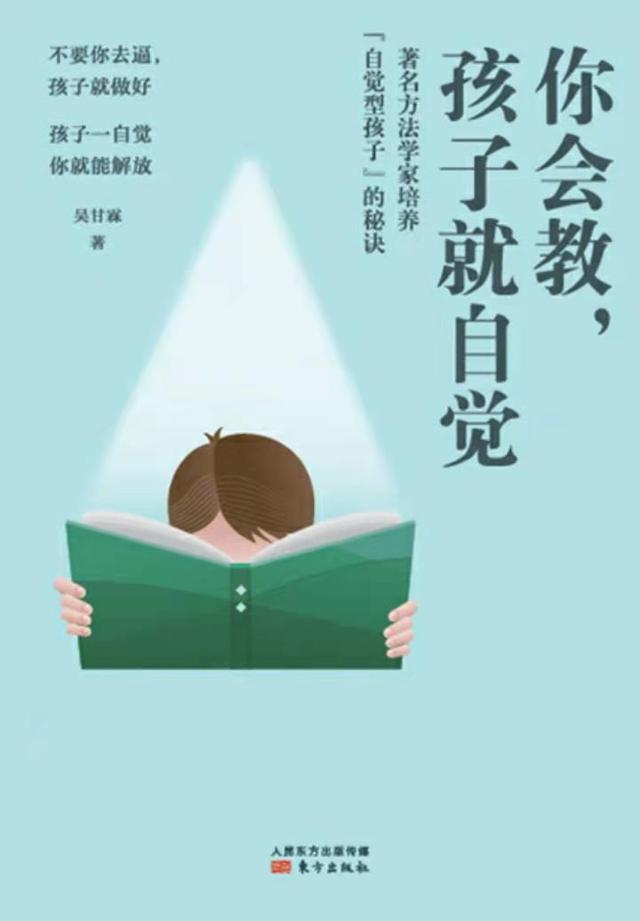 你会教，
孩子就自觉
著名方法学家培养
『自觉型孩子』的秘诀
不要你去逼，
孩子就做好
孩子一自觉
你就能解放
吴甘霖
著
人民东方出版传媒
东方出版社